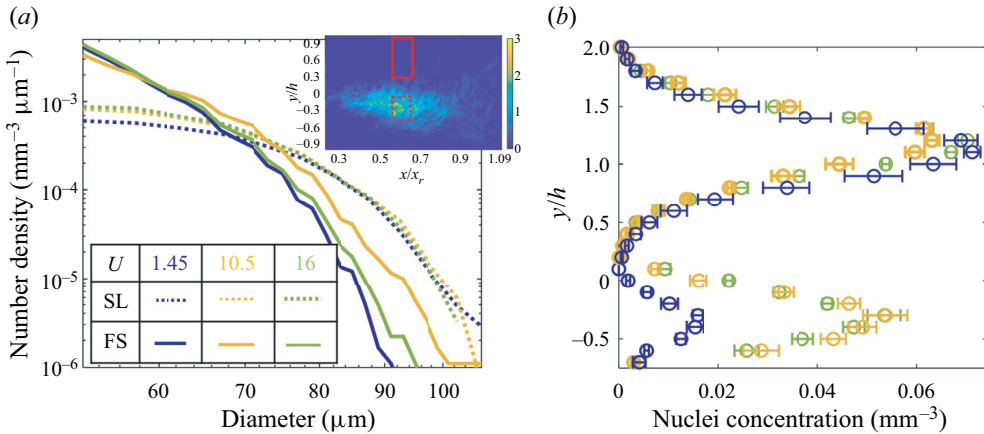 (a)
Number density (mm⁻³ μm⁻¹)
10⁻³
10⁻⁴
10⁻⁵
10⁻⁶
60 70 80 90 100
Diameter (μm)
U 1.45 10.5 16
SL
FS
y/h
0.9
0.6
0.3
0
−0.3
−0.6
−0.9
0.3 0.5 0.7 0.9 1.09
x/xᵣ
3
2
1
0
(b)
y/h
2.0
1.5
1.0
0.5
0
−0.5
0 0.02 0.04 0.06
Nuclei concentration (mm⁻³)